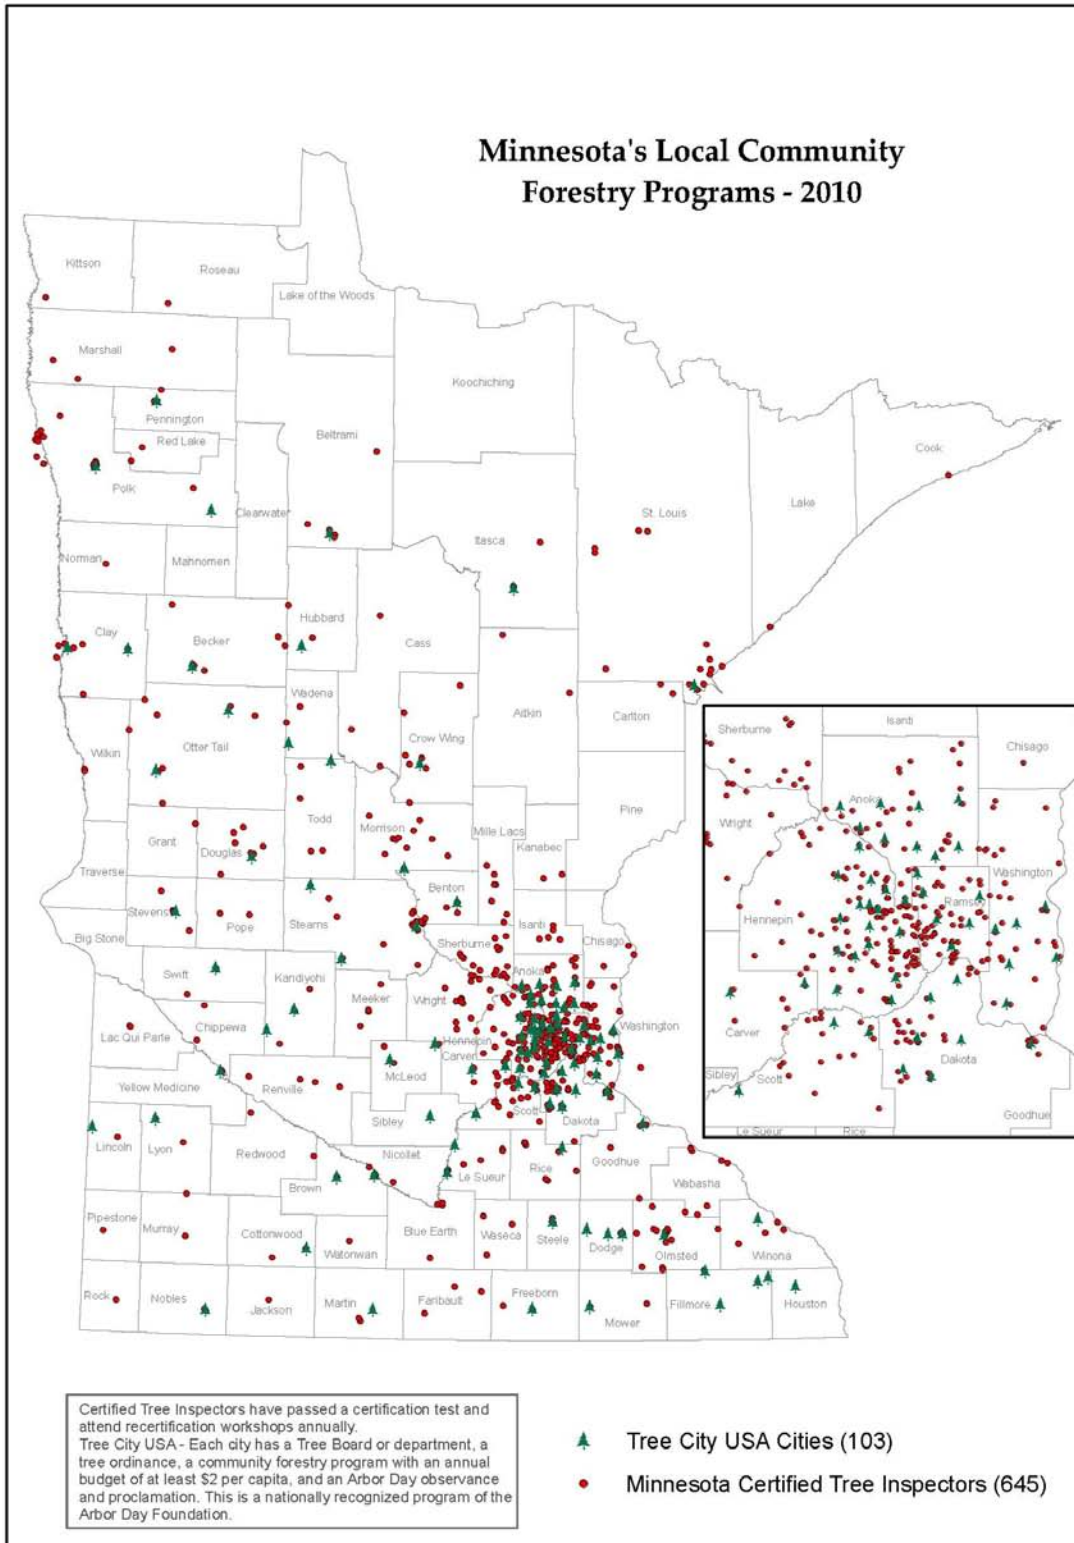 Minnesota's Local Community
Forestry Programs - 2010
Kittson
Roseau
Lake of the Woods
Marshall
Koochiching
Pennington
Beltrami
Red Lake
Cook
Polk
Clearwater
St. Louis
Lake
Itasca
Norman
Mahnomen
Hubbard
Clay
Becker
Cass
Wadena
Aitkin
Carlton
Crow Wing
Otter Tail
Wilkin
Pine
Todd
Morrison
Mille Lacs
Grant
Douglas
Kanabec
Traverse
Benton
Stevens
Pope
Stearns
Isanti
Big Stone
Sherburne
Chisago
Swift
Kandiyohi
Anoka
Meeker
Wright
Chippewa
Washington
Lac Qui Parle
Hennepin
Carver
McLeod
Yellow Medicine
Renville
Scott
Sibley
Dakota
Lincoln
Lyon
Redwood
Nicollet
Goodhue
Le Sueur
Rice
Brown
Wabasha
Pipestone
Murray
Cottonwood
Blue Earth
Waseca
Steele
Watonwan
Dodge
Olmsted
Winona
Rock
Nobles
Jackson
Martin
Faribault
Freeborn
Mower
Fillmore
Houston
Isanti
Sherburne
Chisago
Anoka
Wright
Washington
Ramsey
Hennepin
Carver
Dakota
Sibley
Scott
Goodhue
Le Sueur
Rice
Certified Tree Inspectors have passed a certification test and
attend recertification workshops annually.
Tree City USA - Each city has a Tree Board or department, a
tree ordinance, a community forestry program with an annual
budget of at least $2 per capita, and an Arbor Day observance
and proclamation. This is a nationally recognized program of the
Arbor Day Foundation.
Tree City USA Cities (103)
Minnesota Certified Tree Inspectors (645)